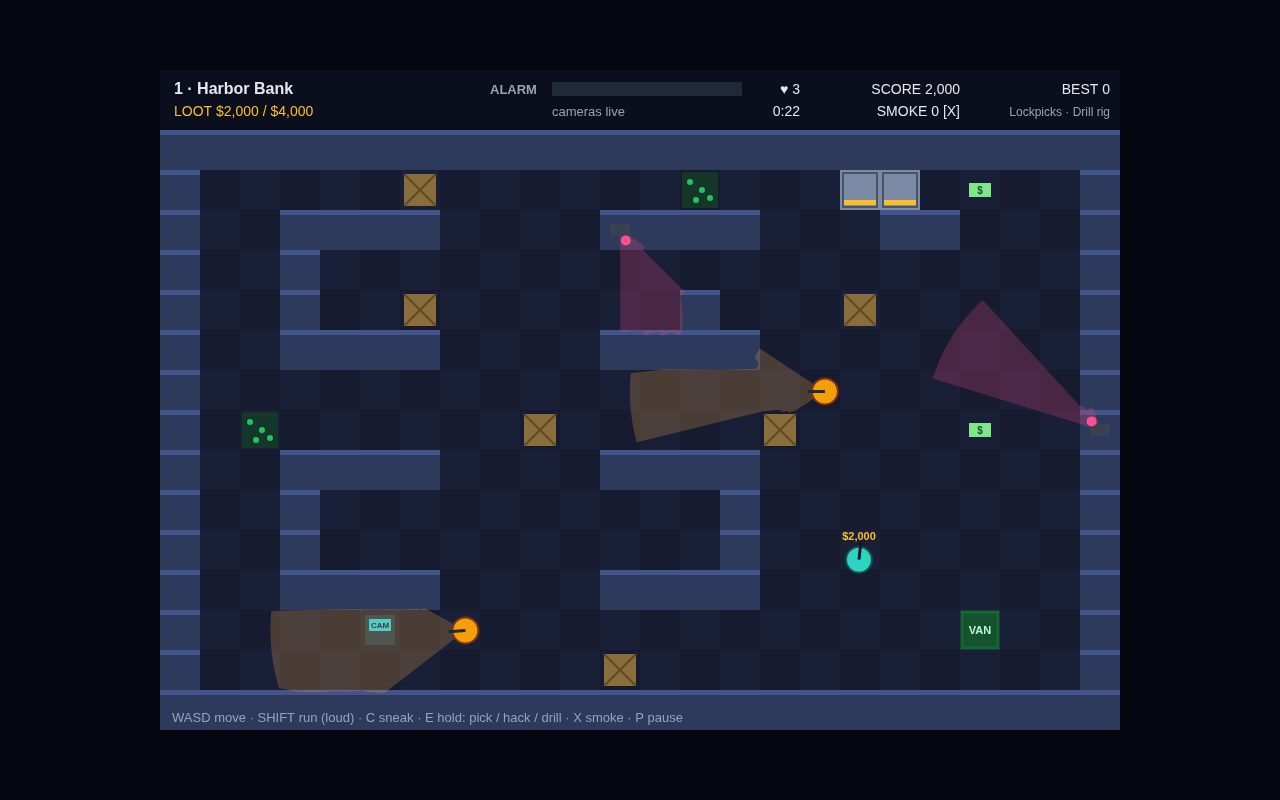 1 · Harbor Bank
ALARM
♥ 3
SCORE 2,000
BEST 0
LOOT $2,000 / $4,000
cameras live
0:22
SMOKE 0 [X]
Lockpicks · Drill rig
$
$
$2,000
CAM
VAN
WASD move · SHIFT run (loud) · C sneak · E hold: pick / hack / drill · X smoke · P pause